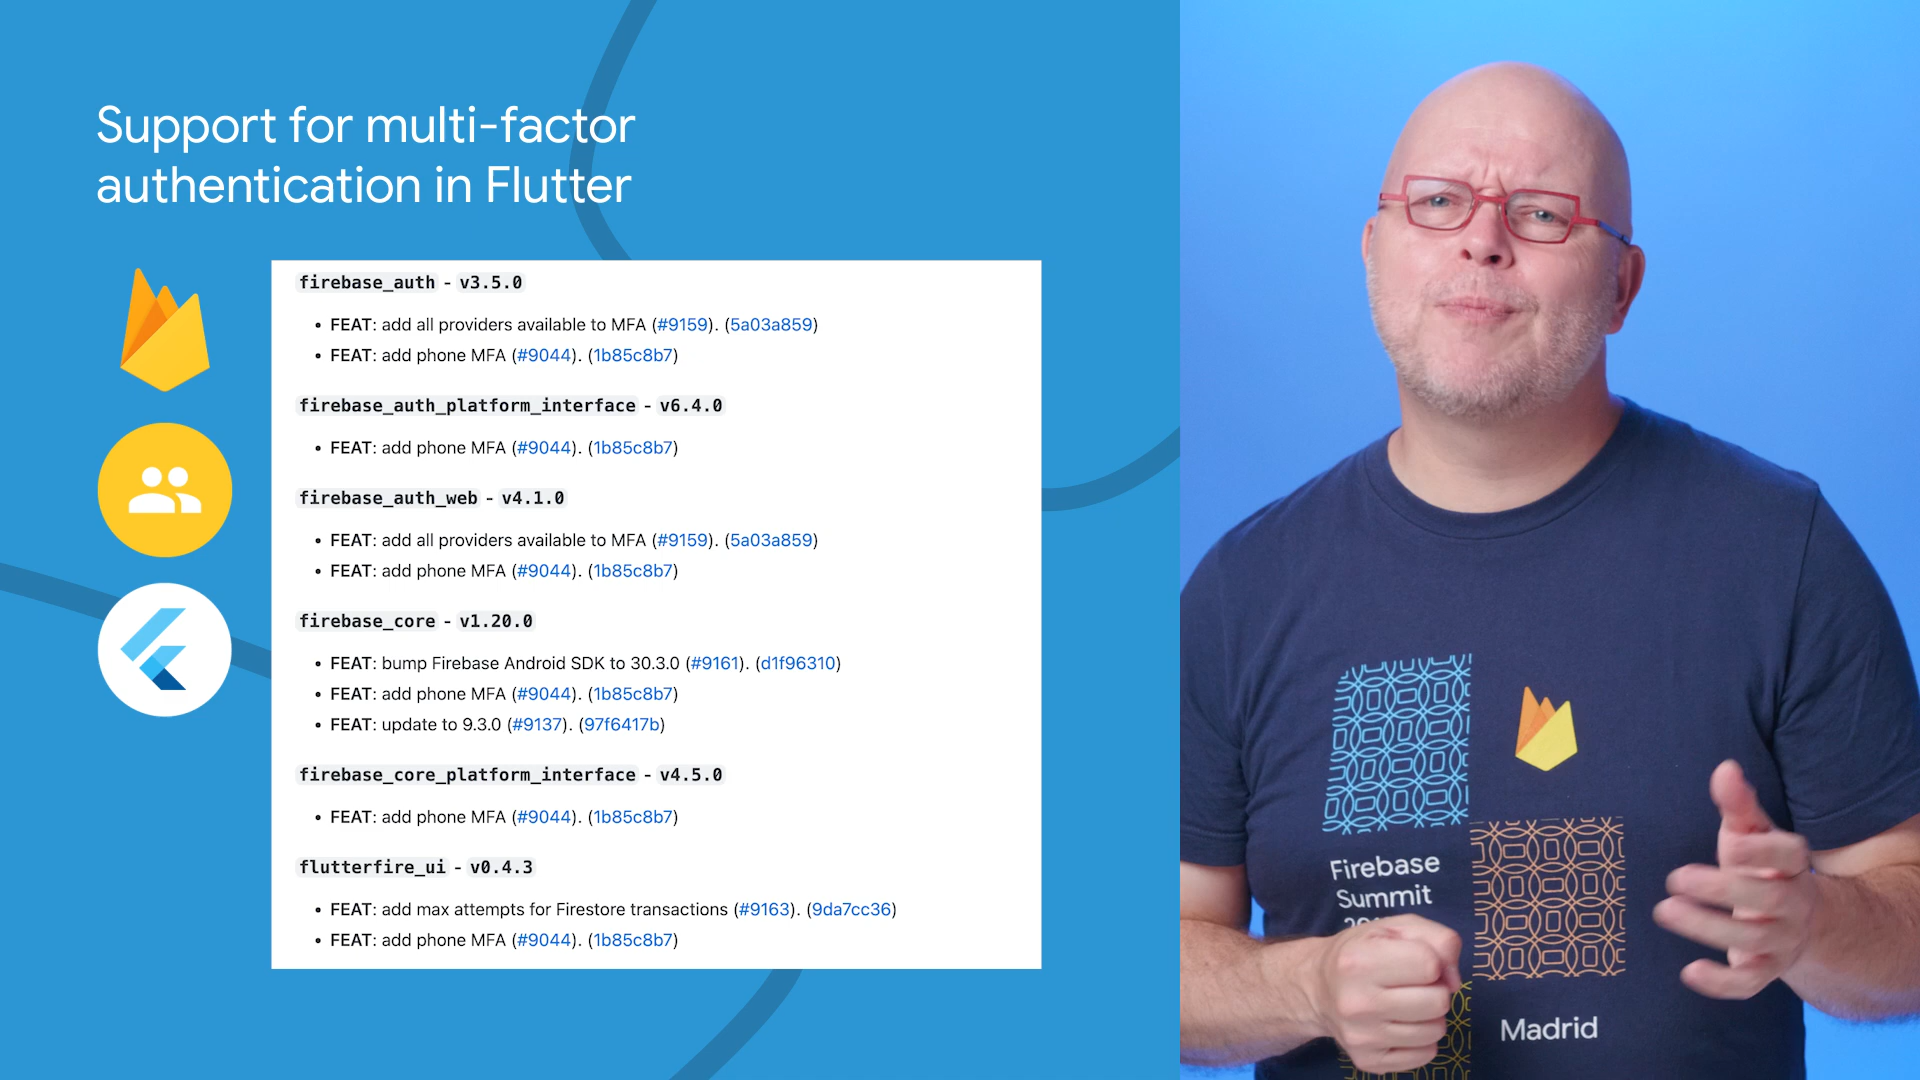 Support for multi-factor
authentication in Flutter
firebase_auth - v3.5.0
• FEAT: add all providers available to MFA (#9159). (5a03a859)
• FEAT: add phone MFA (#9044). (1b85c8b7)
firebase_auth_platform_interface - v6.4.0
• FEAT: add phone MFA (#9044). (1b85c8b7)
firebase_auth_web - v4.1.0
• FEAT: add all providers available to MFA (#9159). (5a03a859)
• FEAT: add phone MFA (#9044). (1b85c8b7)
firebase_core - v1.20.0
• FEAT: bump Firebase Android SDK to 30.3.0 (#9161). (d1f96310)
• FEAT: add phone MFA (#9044). (1b85c8b7)
• FEAT: update to 9.3.0 (#9137). (97f6417b)
firebase_core_platform_interface - v4.5.0
• FEAT: add phone MFA (#9044). (1b85c8b7)
flutterfire_ui - v0.4.3
• FEAT: add max attempts for Firestore transactions (#9163). (9da7cc36)
• FEAT: add phone MFA (#9044). (1b85c8b7)
Firebase
Summit
Madrid